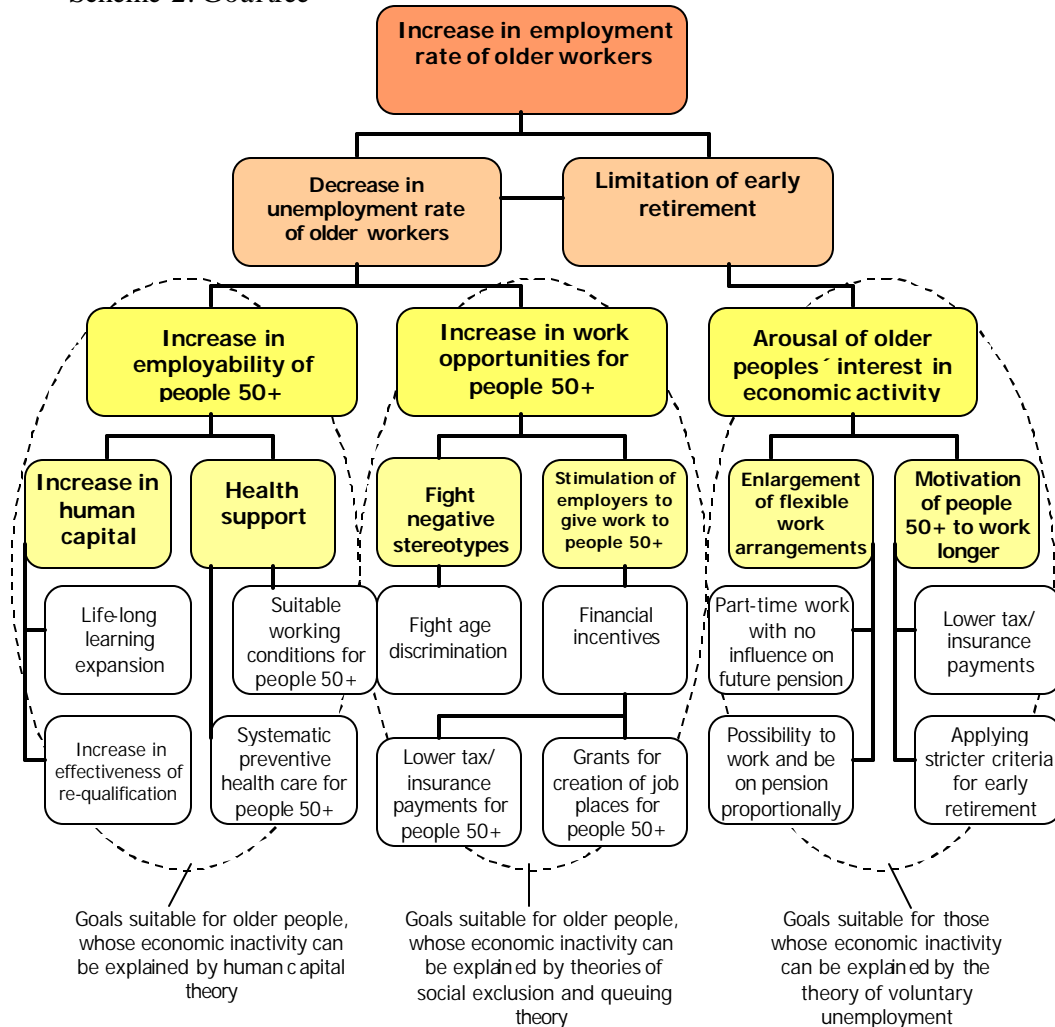 Scheme 2: Goal tree
Increase in employment
rate of older workers
Decrease in
unemployment rate
of older workers
Limitation of early
retirement
Increase in
employability of
people 50+
Increase in work
opportunities for
people 50+
Arousal of older
peoples´ interest in
economic activity
Increase in
human
capital
Health
support
Fight
negative
stereotypes
Stimulation of
employers to
give work to
people 50+
Enlargement
of flexible
work
arrangements
Motivation
of people
50+ to work
longer
Life-long
learning
expansion
Suitable
working
conditions for
people 50+
Fight age
discrimination
Financial
incentives
Part-time work
with no
influence on
future pension
Lower tax/
insurance
payments
Increase in
effectiveness of
re-qualification
Systematic
preventive
health care for
people 50+
Lower tax/
insurance
payments for
people 50+
Grants for
creation of job
places for
people 50+
Possibility to
work and be
on pension
proportionally
Applying
stricter criteria
for early
retirement
Goals suitable for older people,
whose economic inactivity can
be explained by human capital
theory
Goals suitable for older people,
whose economic inactivity can
be explained by theories of
social exclusion and queuing
theory
Goals suitable for those
whose economic inactivity
can be explained by the
theory of voluntary
unemployment